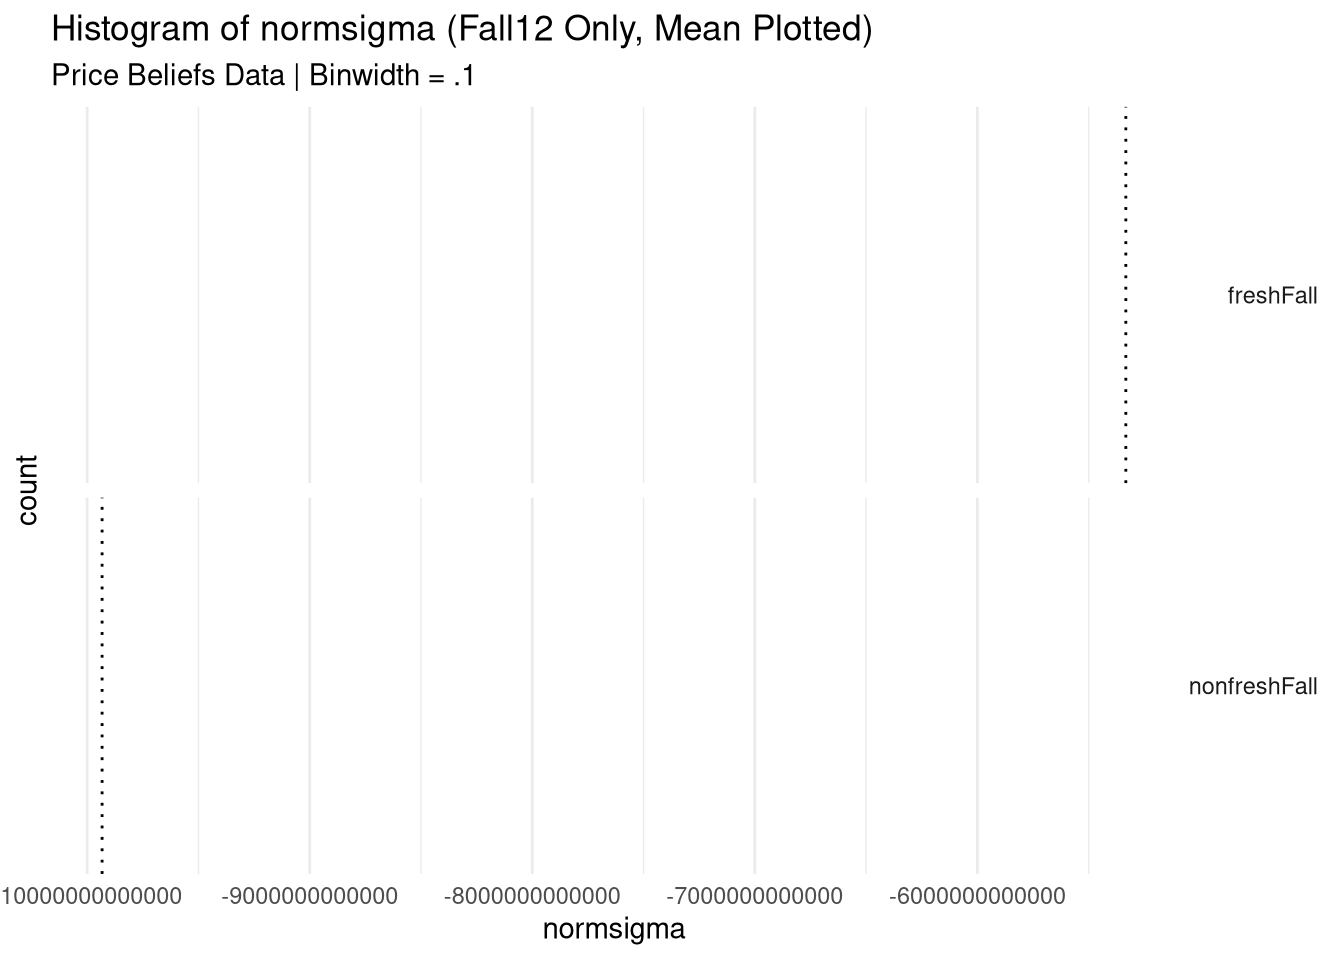 Histogram of normsigma (Fall12 Only, Mean Plotted)
Price Beliefs Data | Binwidth = .1
freshFall
count
nonfreshFall
10000000000000 -9000000000000 -8000000000000 -7000000000000 -6000000000000
normsigma